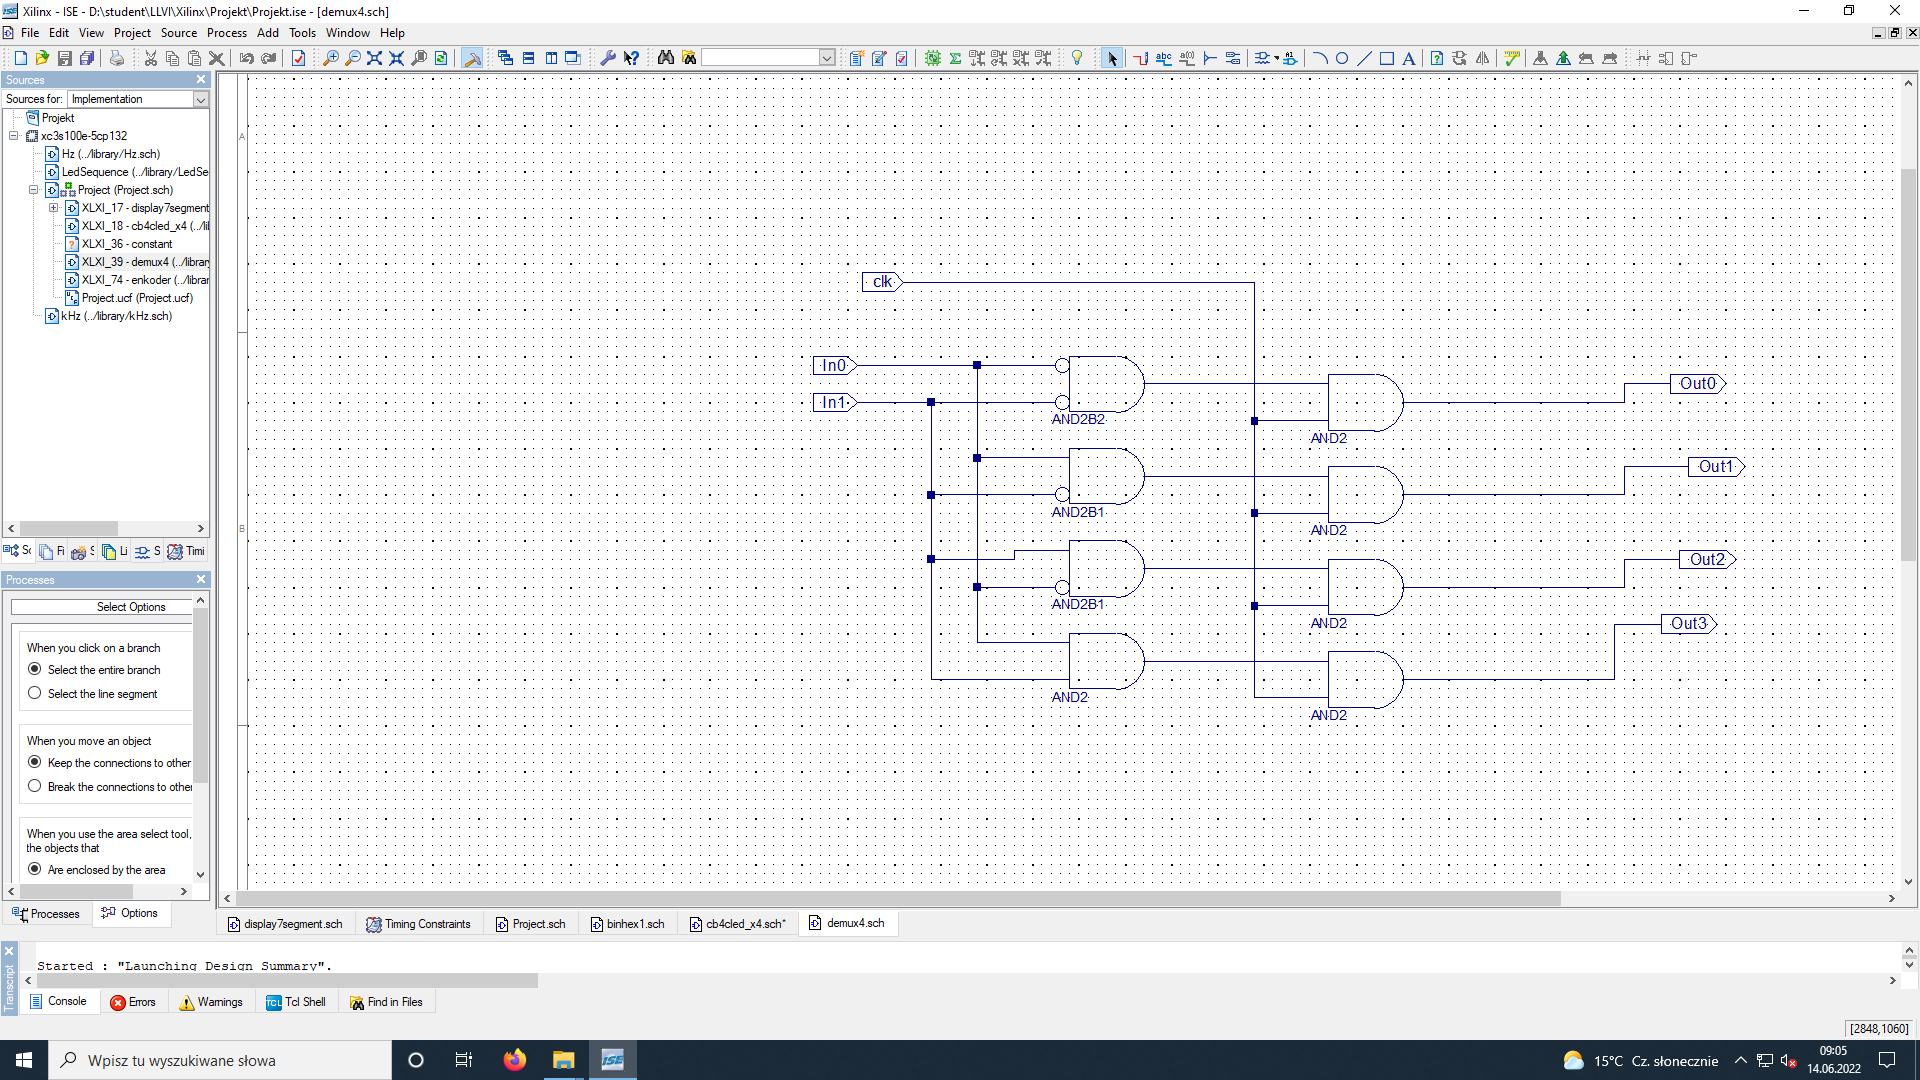 Xilinx - ISE - D:\student\LLVI\Xilinx\Projekt\Projekt.ise - [demux4.sch]
File Edit View Project Source Process Add Tools Window Help
Sources
Sources for: Implementation
Projekt
xc3s100e-5cp132
Hz (../library/Hz.sch)
LedSequence (../library/LedSe
Project (Project.sch)
XLXI_17 - display7segment
XLXI_18 - cb4cled_x4 (../li
XLXI_36 - constant
XLXI_39 - demux4 (../library
XLXI_74 - enkoder (../librar
Project.ucf (Project.ucf)
kHz (../library/kHz.sch)
Sc Fi S Li S Timi
Processes
Select Options
When you click on a branch
Select the entire branch
Select the line segment
When you move an object
Keep the connections to other
Break the connections to other
When you use the area select tool,
the objects that
Are enclosed by the area
Processes Options
A
B
clk
In0
In1
AND2B2
AND2B1
AND2B1
AND2
AND2
AND2
AND2
AND2
Out0
Out1
Out2
Out3
display7segment.sch Timing Constraints Project.sch binhex1.sch cb4cled_x4.sch* demux4.sch
Transcript
Started : "Launching Design Summary".
Console Errors Warnings Tcl Shell Find in Files
[2848,1060]
Wpisz tu wyszukiwane słowa
ISE
15°C Cz. słonecznie
09:05
14.06.2022